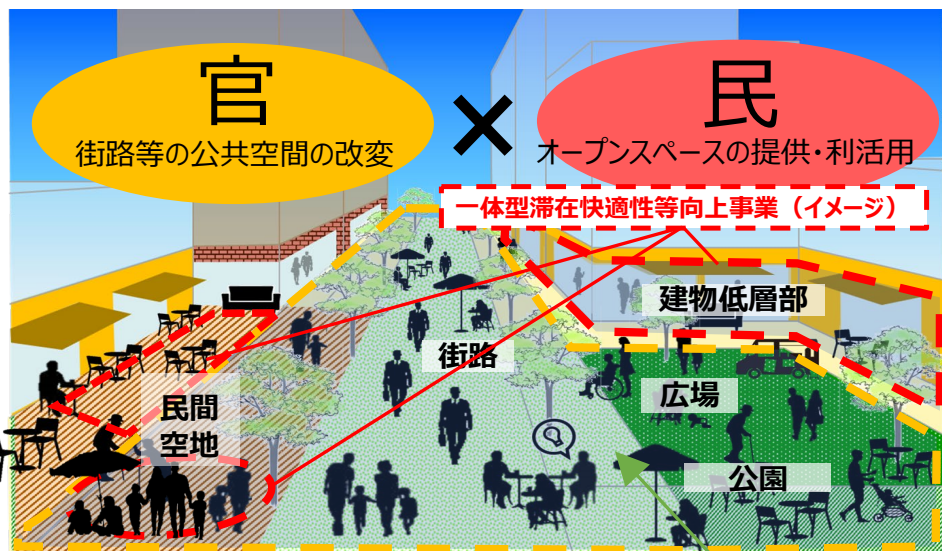 官
街路等の公共空間の改変
×
民
オープンスペースの提供・利活用
一体型滞在快適性等向上事業（イメージ）
建物低層部
街路
広場
民間
空地
公園